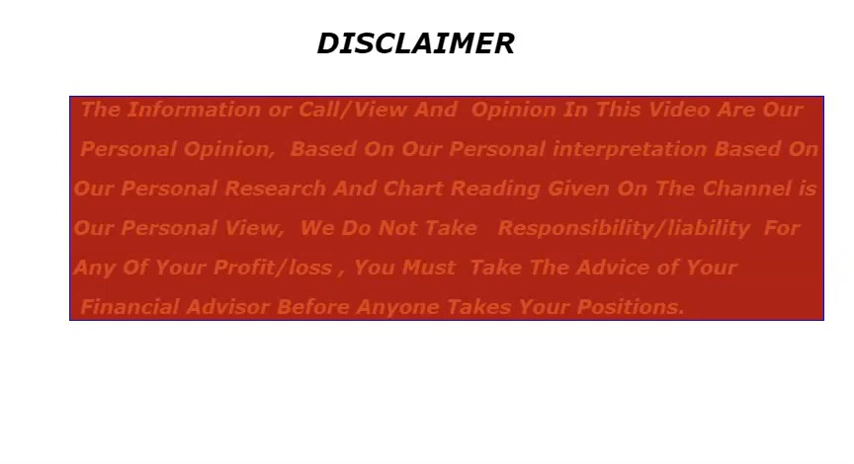 DISCLAIMER
The Information or Call/View And Opinion In This Video Are Our
Personal Opinion, Based On Our Personal interpretation Based On
Our Personal Research And Chart Reading Given On The Channel is
Our Personal View, We Do Not Take Responsibility/liability For
Any Of Your Profit/loss , You Must Take The Advice of Your
Financial Advisor Before Anyone Takes Your Positions.